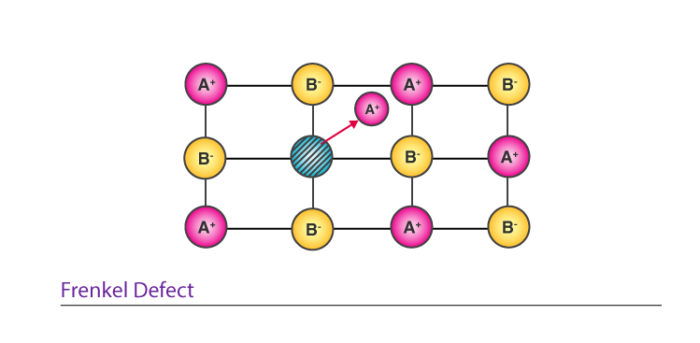 A⁺ B⁻ A⁺ B⁻
A⁺
B⁻ B⁻ A⁺
A⁺ B⁻ A⁺ B⁻
Frenkel Defect